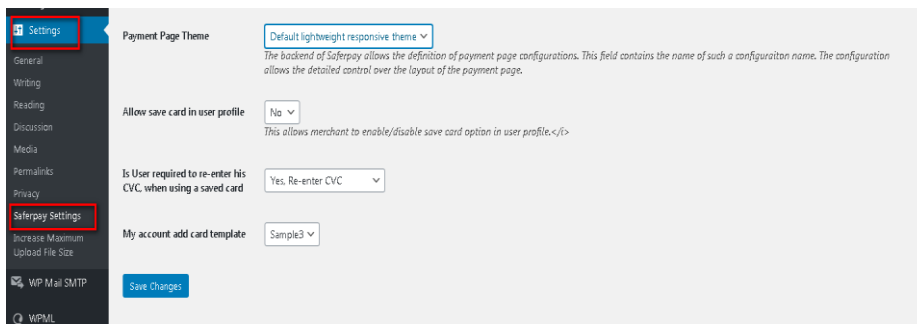 Settings
General
Writing
Reading
Discussion
Media
Permalinks
Privacy
Saferpay Settings
Increase Maximum
Upload File Size
WP Mail SMTP
WPML
Payment Page Theme
Default lightweight responsive theme
The backend of Saferpay allows the definition of payment page configurations. This field contains the name of such a configuraiton name. The configuration
allows the detailed control over the layout of the payment page.
Allow save card in user profile
No
This allows merchant to enable/disable save card option in user profile.</i>
Is User required to re-enter his
CVC, when using a saved card
Yes, Re-enter CVC
My account add card template
Sample3
Save Changes